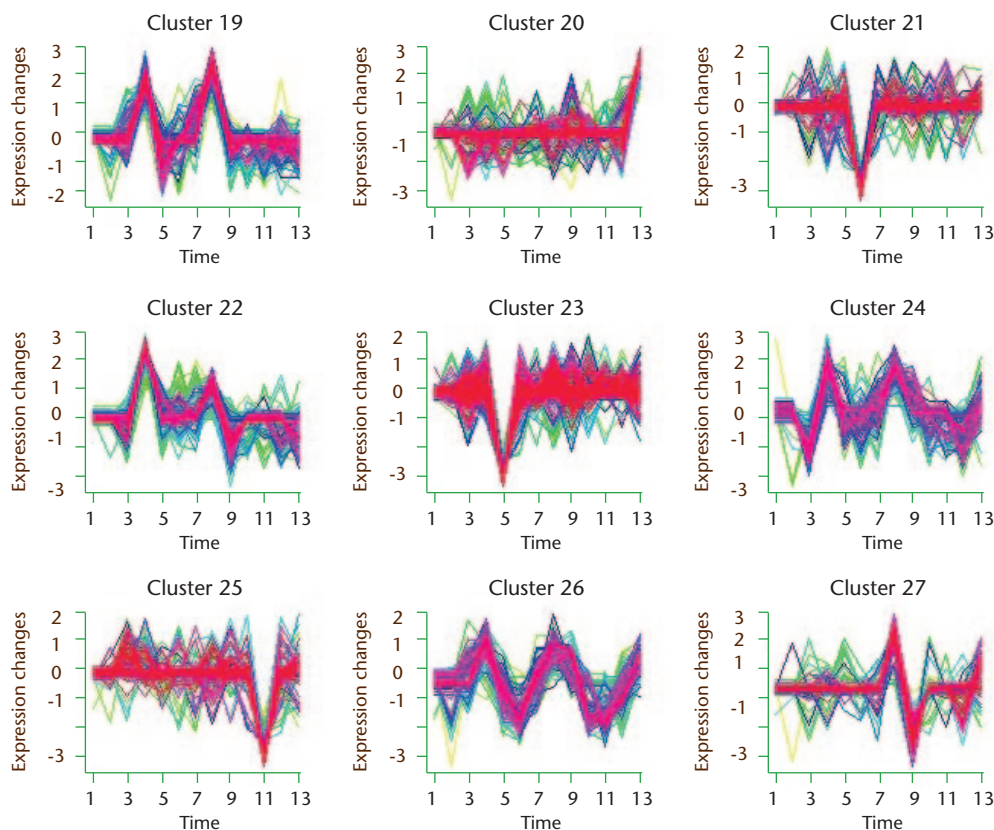 Cluster 19
Expression changes
3
2
1
0
-1
-2
1 3 5 7 9 11 13
Time
Cluster 20
Expression changes
3
2
1
-1
-3
1 3 5 7 9 11 13
Time
Cluster 21
Expression changes
2
1
0
-1
-3
1 3 5 7 9 11 13
Time
Cluster 22
Expression changes
3
2
1
0
-1
-3
1 3 5 7 9 11 13
Time
Cluster 23
Expression changes
2
1
0
-1
-3
1 3 5 7 9 11 13
Time
Cluster 24
Expression changes
3
2
1
0
-1
-3
1 3 5 7 9 11 13
Time
Cluster 25
Expression changes
2
1
0
-1
-3
1 3 5 7 9 11 13
Time
Cluster 26
Expression changes
2
1
0
-1
-3
1 3 5 7 9 11 13
Time
Cluster 27
Expression changes
3
2
1
-1
-3
1 3 5 7 9 11 13
Time